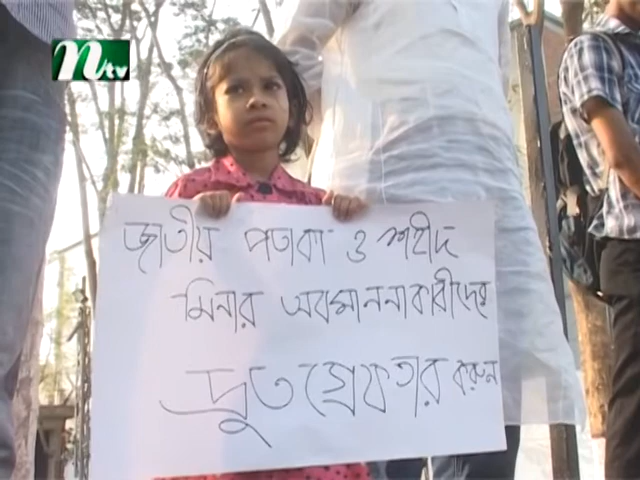 Ntv
জাতীয় পতাকা ও শহীদ
মিনার অবমাননাকারীদের
দ্রুত গ্রেফতার করুন